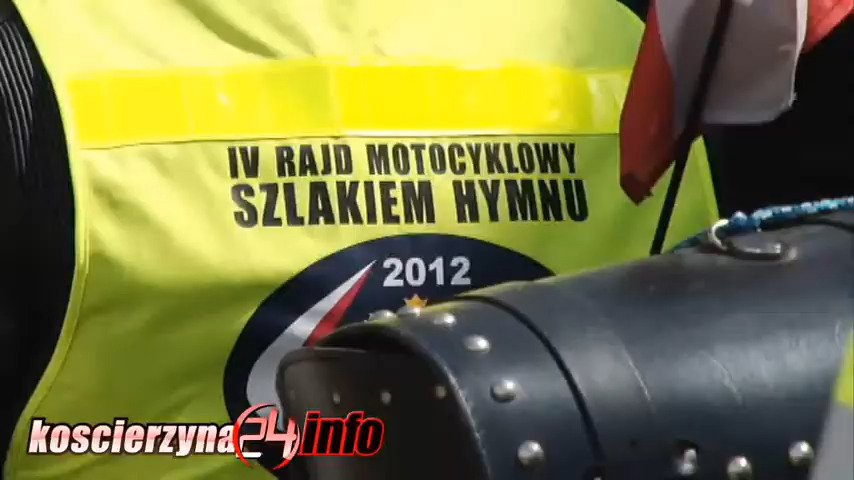 IV RAJD MOTOCYKLOWY
SZLAKIEM HYMNU
2012
koscierzyna24info